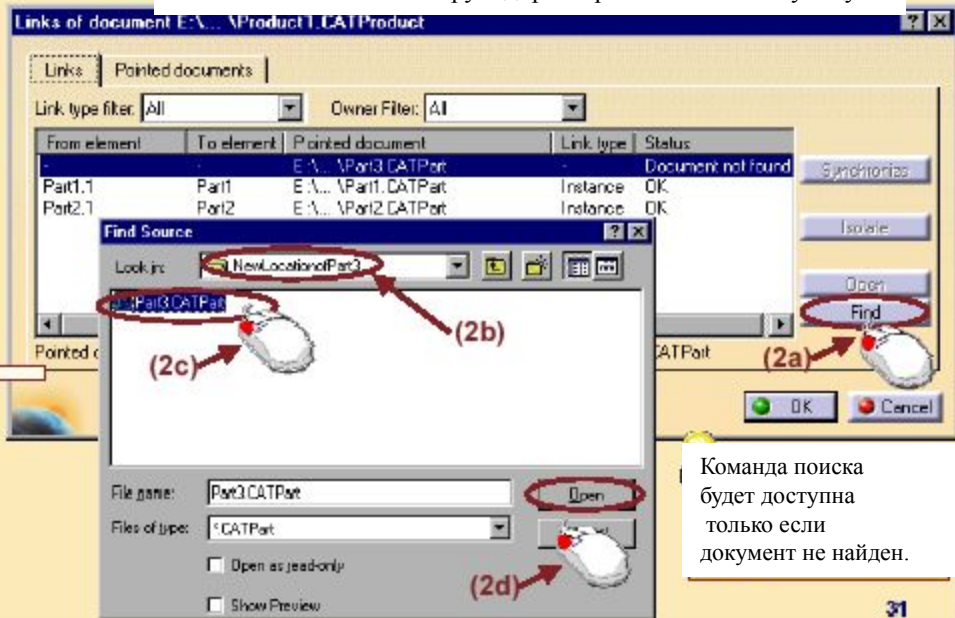 Links of document E:\... \Product1.CATProduct
Links Pointed documents
Link type filter: All Owner Filter: All
From element To element Pointed document Link type Status
- - E:\... \Part3.CATPart - Document not found
Part1.1 Part1 E:\... \Part1.CATPart Instance OK
Part2.1 Part2 E:\... \Part2.CATPart Instance OK
Synchronize
Isolate
Open
Find
(2a)
Pointed
CATPart
OK Cancel
Find Source
Look in: NewLocationofPart3
(2b)
Part3.CATPart
(2c)
File name: Part3.CATPart Open
Files of type: *.CATPart
Open as read-only
(2d)
Show Preview
Команда поиска
будет доступна
только если
документ не найден.
31